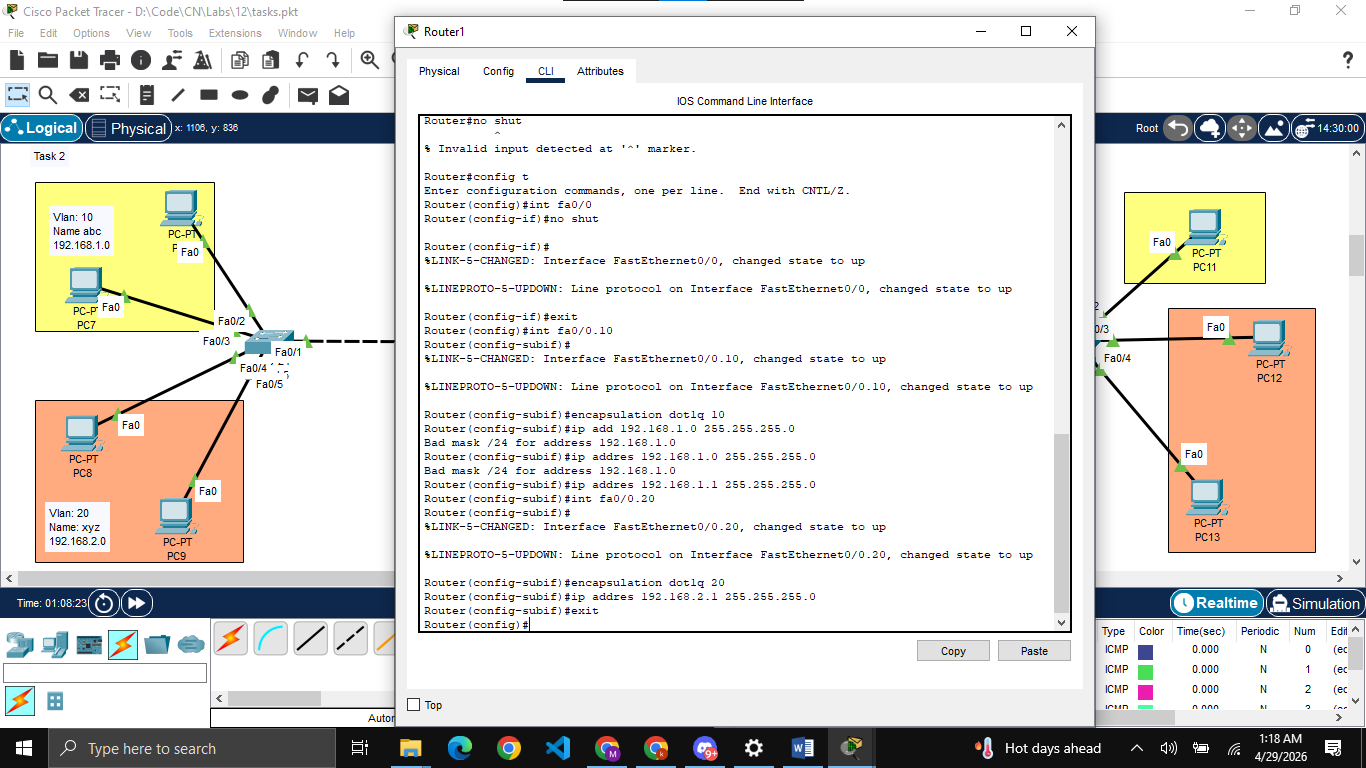 Cisco Packet Tracer - D:\Code\CN\Labs\12\tasks.pkt
File Edit Options View Tools Extensions Window Help
Logical Physical x: 1106, y: 836
Root 14:30:00
Task 2
Vlan: 10
Name abc
192.168.1.0
PC-PT
Fa0
PC-PT
PC7
Fa0
Fa0/2
Fa0/3
Fa0/1
Fa0/4
Fa0/5
Fa0
PC-PT
PC8
Fa0
Vlan: 20
Name: xyz
192.168.2.0
PC-PT
PC9
Time: 01:08:23
Router1
Physical Config CLI Attributes
IOS Command Line Interface
Router#no shut
^
% Invalid input detected at '^' marker.
Router#config t
Enter configuration commands, one per line. End with CNTL/Z.
Router(config)#int fa0/0
Router(config-if)#no shut
Router(config-if)#
%LINK-5-CHANGED: Interface FastEthernet0/0, changed state to up
%LINEPROTO-5-UPDOWN: Line protocol on Interface FastEthernet0/0, changed state to up
Router(config-if)#exit
Router(config)#int fa0/0.10
Router(config-subif)#
%LINK-5-CHANGED: Interface FastEthernet0/0.10, changed state to up
%LINEPROTO-5-UPDOWN: Line protocol on Interface FastEthernet0/0.10, changed state to up
Router(config-subif)#encapsulation dot1q 10
Router(config-subif)#ip add 192.168.1.0 255.255.255.0
Bad mask /24 for address 192.168.1.0
Router(config-subif)#ip addres 192.168.1.0 255.255.255.0
Bad mask /24 for address 192.168.1.0
Router(config-subif)#ip addres 192.168.1.1 255.255.255.0
Router(config-subif)#int fa0/0.20
Router(config-subif)#
%LINK-5-CHANGED: Interface FastEthernet0/0.20, changed state to up
%LINEPROTO-5-UPDOWN: Line protocol on Interface FastEthernet0/0.20, changed state to up
Router(config-subif)#encapsulation dot1q 20
Router(config-subif)#ip addres 192.168.2.1 255.255.255.0
Router(config-subif)#exit
Router(config)#
Copy Paste
Top
Fa0
PC-PT
PC11
0/3
Fa0/4
Fa0
PC-PT
PC12
Fa0
PC-PT
PC13
Realtime Simulation
Type Color Time(sec) Periodic Num
ICMP 0.000 N 0 (ec
ICMP 0.000 N 1 (ec
ICMP 0.000 N 2 (ec
Type here to search
Hot days ahead
1:18 AM
4/29/2026